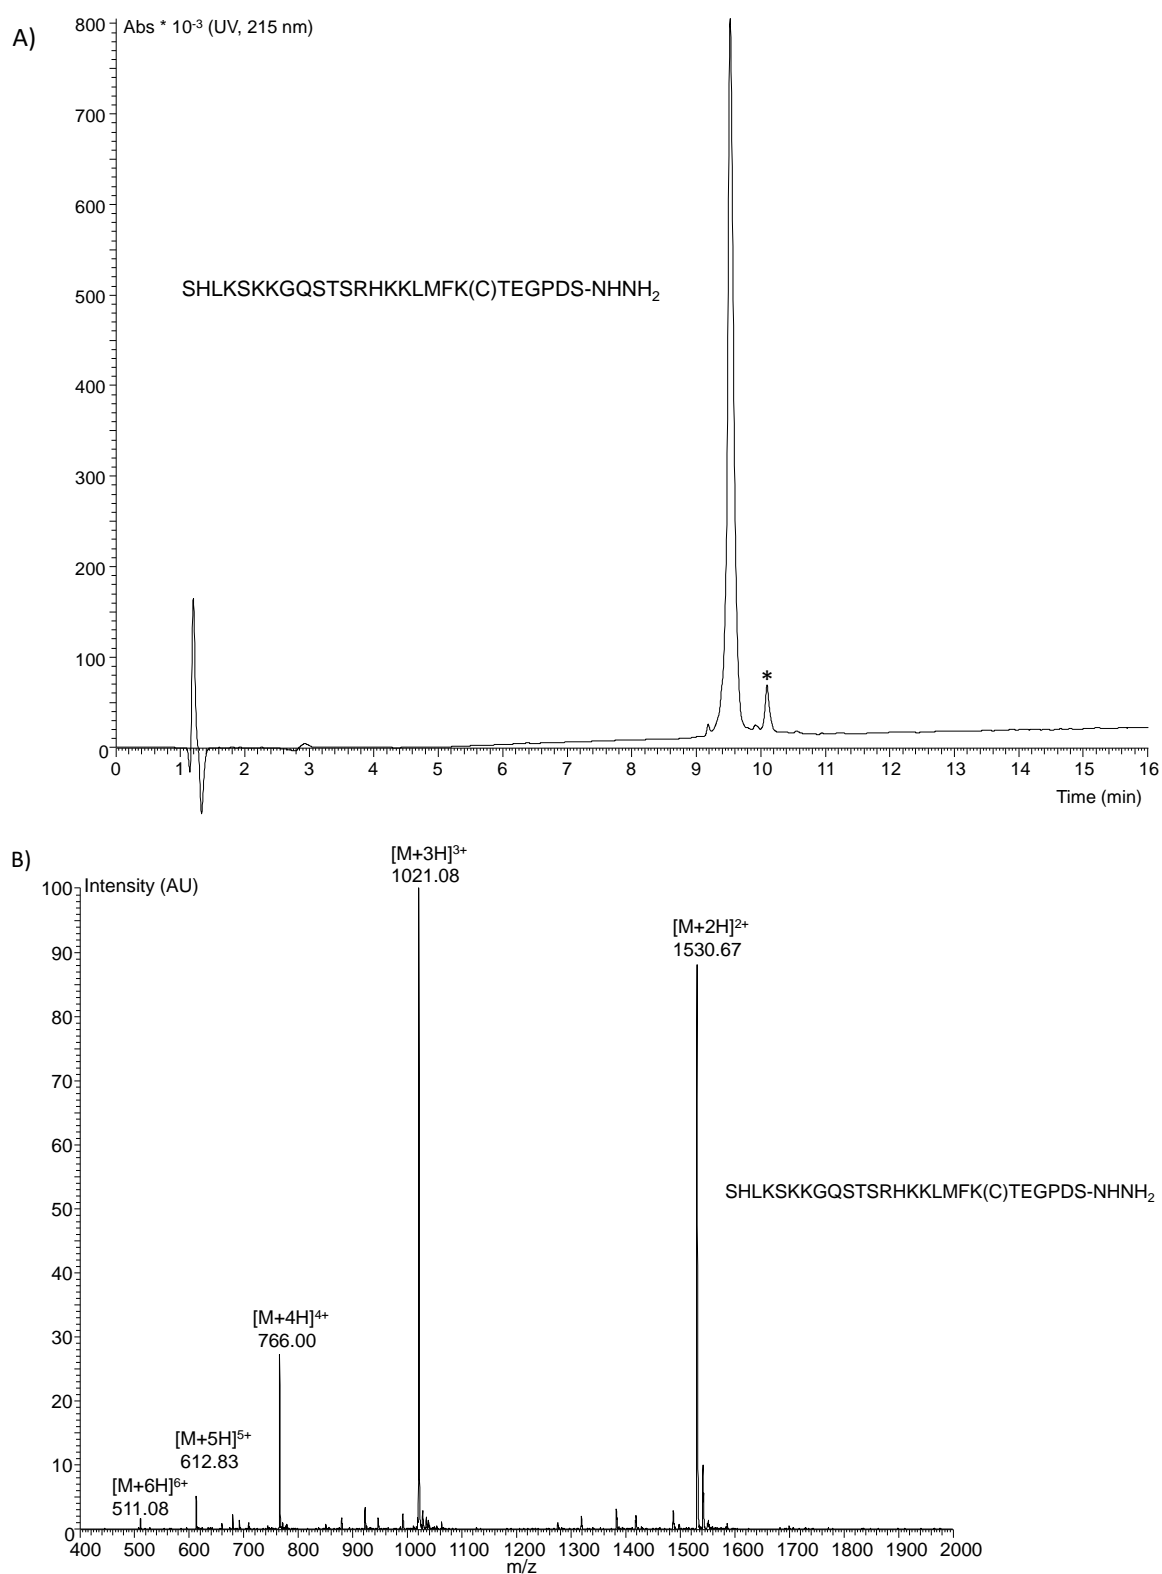 A)
Abs * 10-3 (UV, 215 nm)
800
700
600
500
400
300
200
100
0
SHLKSKKGQSTSRHKKLMFK(C)TEGPDS-NHNH2
*
0 1 2 3 4 5 6 7 8 9 10 11 12 13 14 15 16
Time (min)
B)
Intensity (AU)
100
90
80
70
60
50
40
30
20
10
0
[M+3H]3+
1021.08
[M+2H]2+
1530.67
SHLKSKKGQSTSRHKKLMFK(C)TEGPDS-NHNH2
[M+4H]4+
766.00
[M+5H]5+
612.83
[M+6H]6+
511.08
400 500 600 700 800 900 1000 1100 1200 1300 1400 1500 1600 1700 1800 1900 2000
m/z